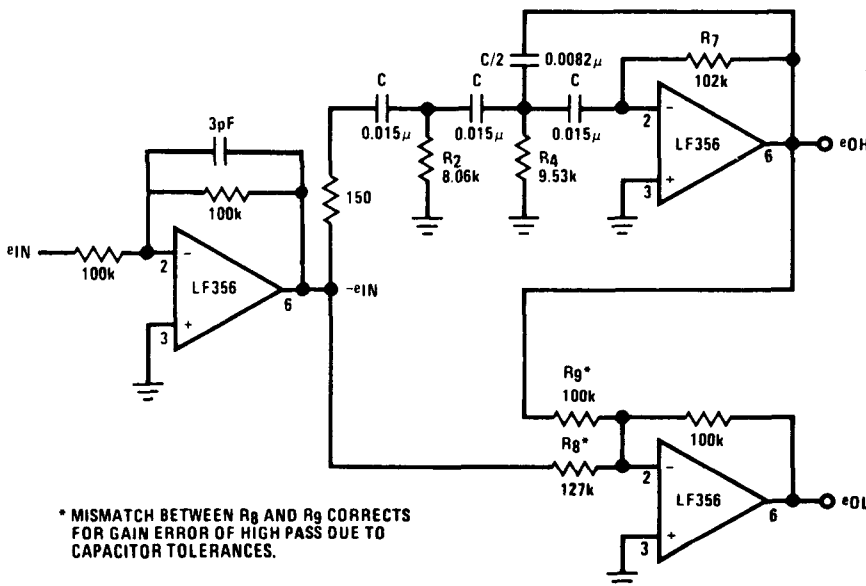 R7
102k
C/2
0.0082μ
C
C
C
0.015μ
0.015μ
0.015μ
2
LF356
6
3
-
+
eOH
R2
8.06k
R4
9.53k
3pF
100k
150
eIN
100k
2
LF356
6
3
-
+
-eIN
R9*
100k
100k
R8*
127k
2
LF356
6
3
-
+
eOL
* MISMATCH BETWEEN R8 AND R9 CORRECTS
FOR GAIN ERROR OF HIGH PASS DUE TO
CAPACITOR TOLERANCES.